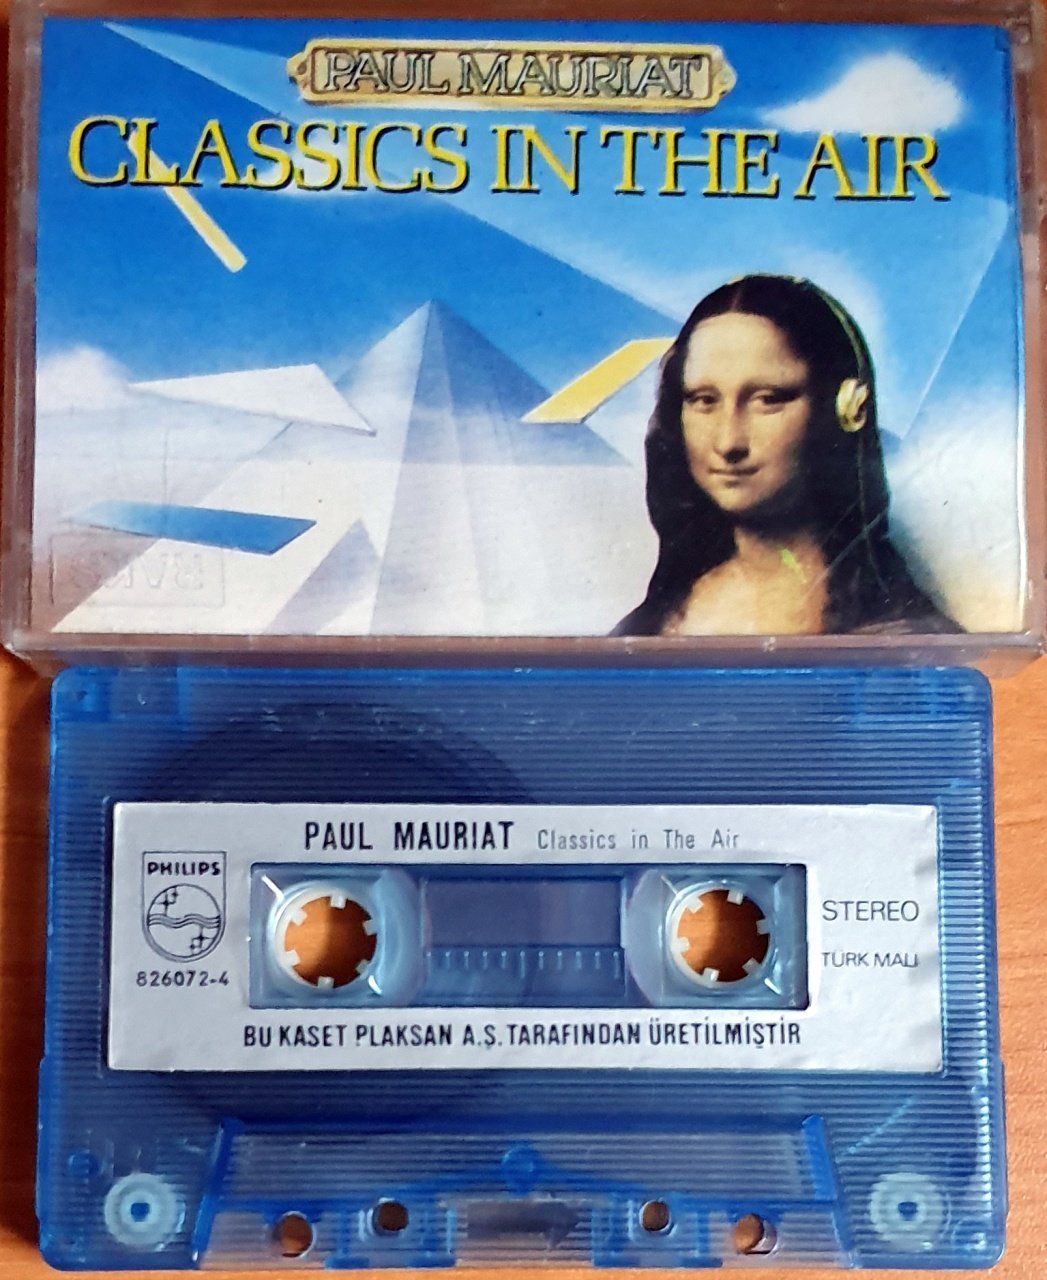 PAUL MAURIAT
CLASSICS IN THE AIR
RAKS
PAUL MAURIAT Classics in The Air
PHILIPS
826072-4
STEREO
TÜRK MALI
BU KASET PLAKSAN A.Ş. TARAFINDAN ÜRETİLMİŞTİR